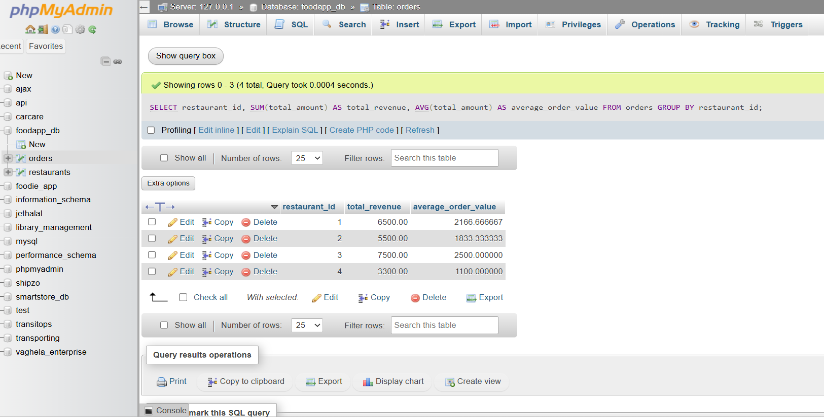 phpMyAdmin
Server: 127.0.0.1 » Database: foodapp_db » Table: orders
Browse Structure SQL Search Insert Export Import Privileges Operations Tracking Triggers
ecent Favorites
New
ajax
api
carcare
foodapp_db
New
orders
restaurants
foodie_app
information_schema
jethalal
library_management
mysql
performance_schema
phpmyadmin
shipzo
smartstore_db
test
transitops
transporting
vaghela_enterprise
Show query box
Showing rows 0 - 3 (4 total, Query took 0.0004 seconds.)
SELECT restaurant_id, SUM(total_amount) AS total_revenue, AVG(total_amount) AS average_order_value FROM orders GROUP BY restaurant_id;
Profiling [ Edit inline ] [ Edit ] [ Explain SQL ] [ Create PHP code ] [ Refresh ]
Show all Number of rows: 25 Filter rows: Search this table
Extra options
restaurant_id total_revenue average_order_value
Edit Copy Delete 1 6500.00 2166.666667
Edit Copy Delete 2 5500.00 1833.333333
Edit Copy Delete 3 7500.00 2500.000000
Edit Copy Delete 4 3300.00 1100.000000
Check all With selected: Edit Copy Delete Export
Show all Number of rows: 25 Filter rows: Search this table
Query results operations
Print Copy to clipboard Export Display chart Create view
Console mark this SQL query